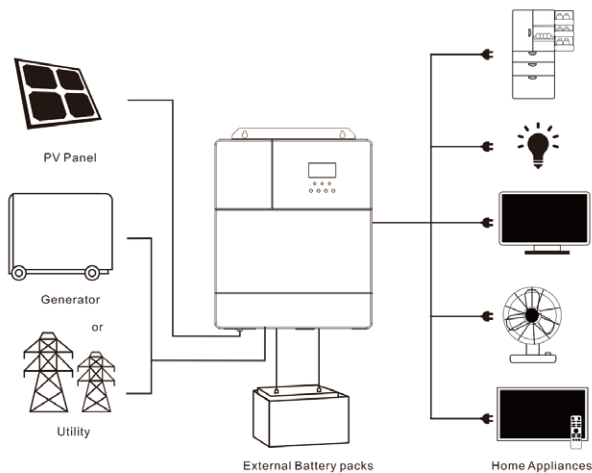 PV Panel
Generator
or
Utility
External Battery packs
Home Appliances